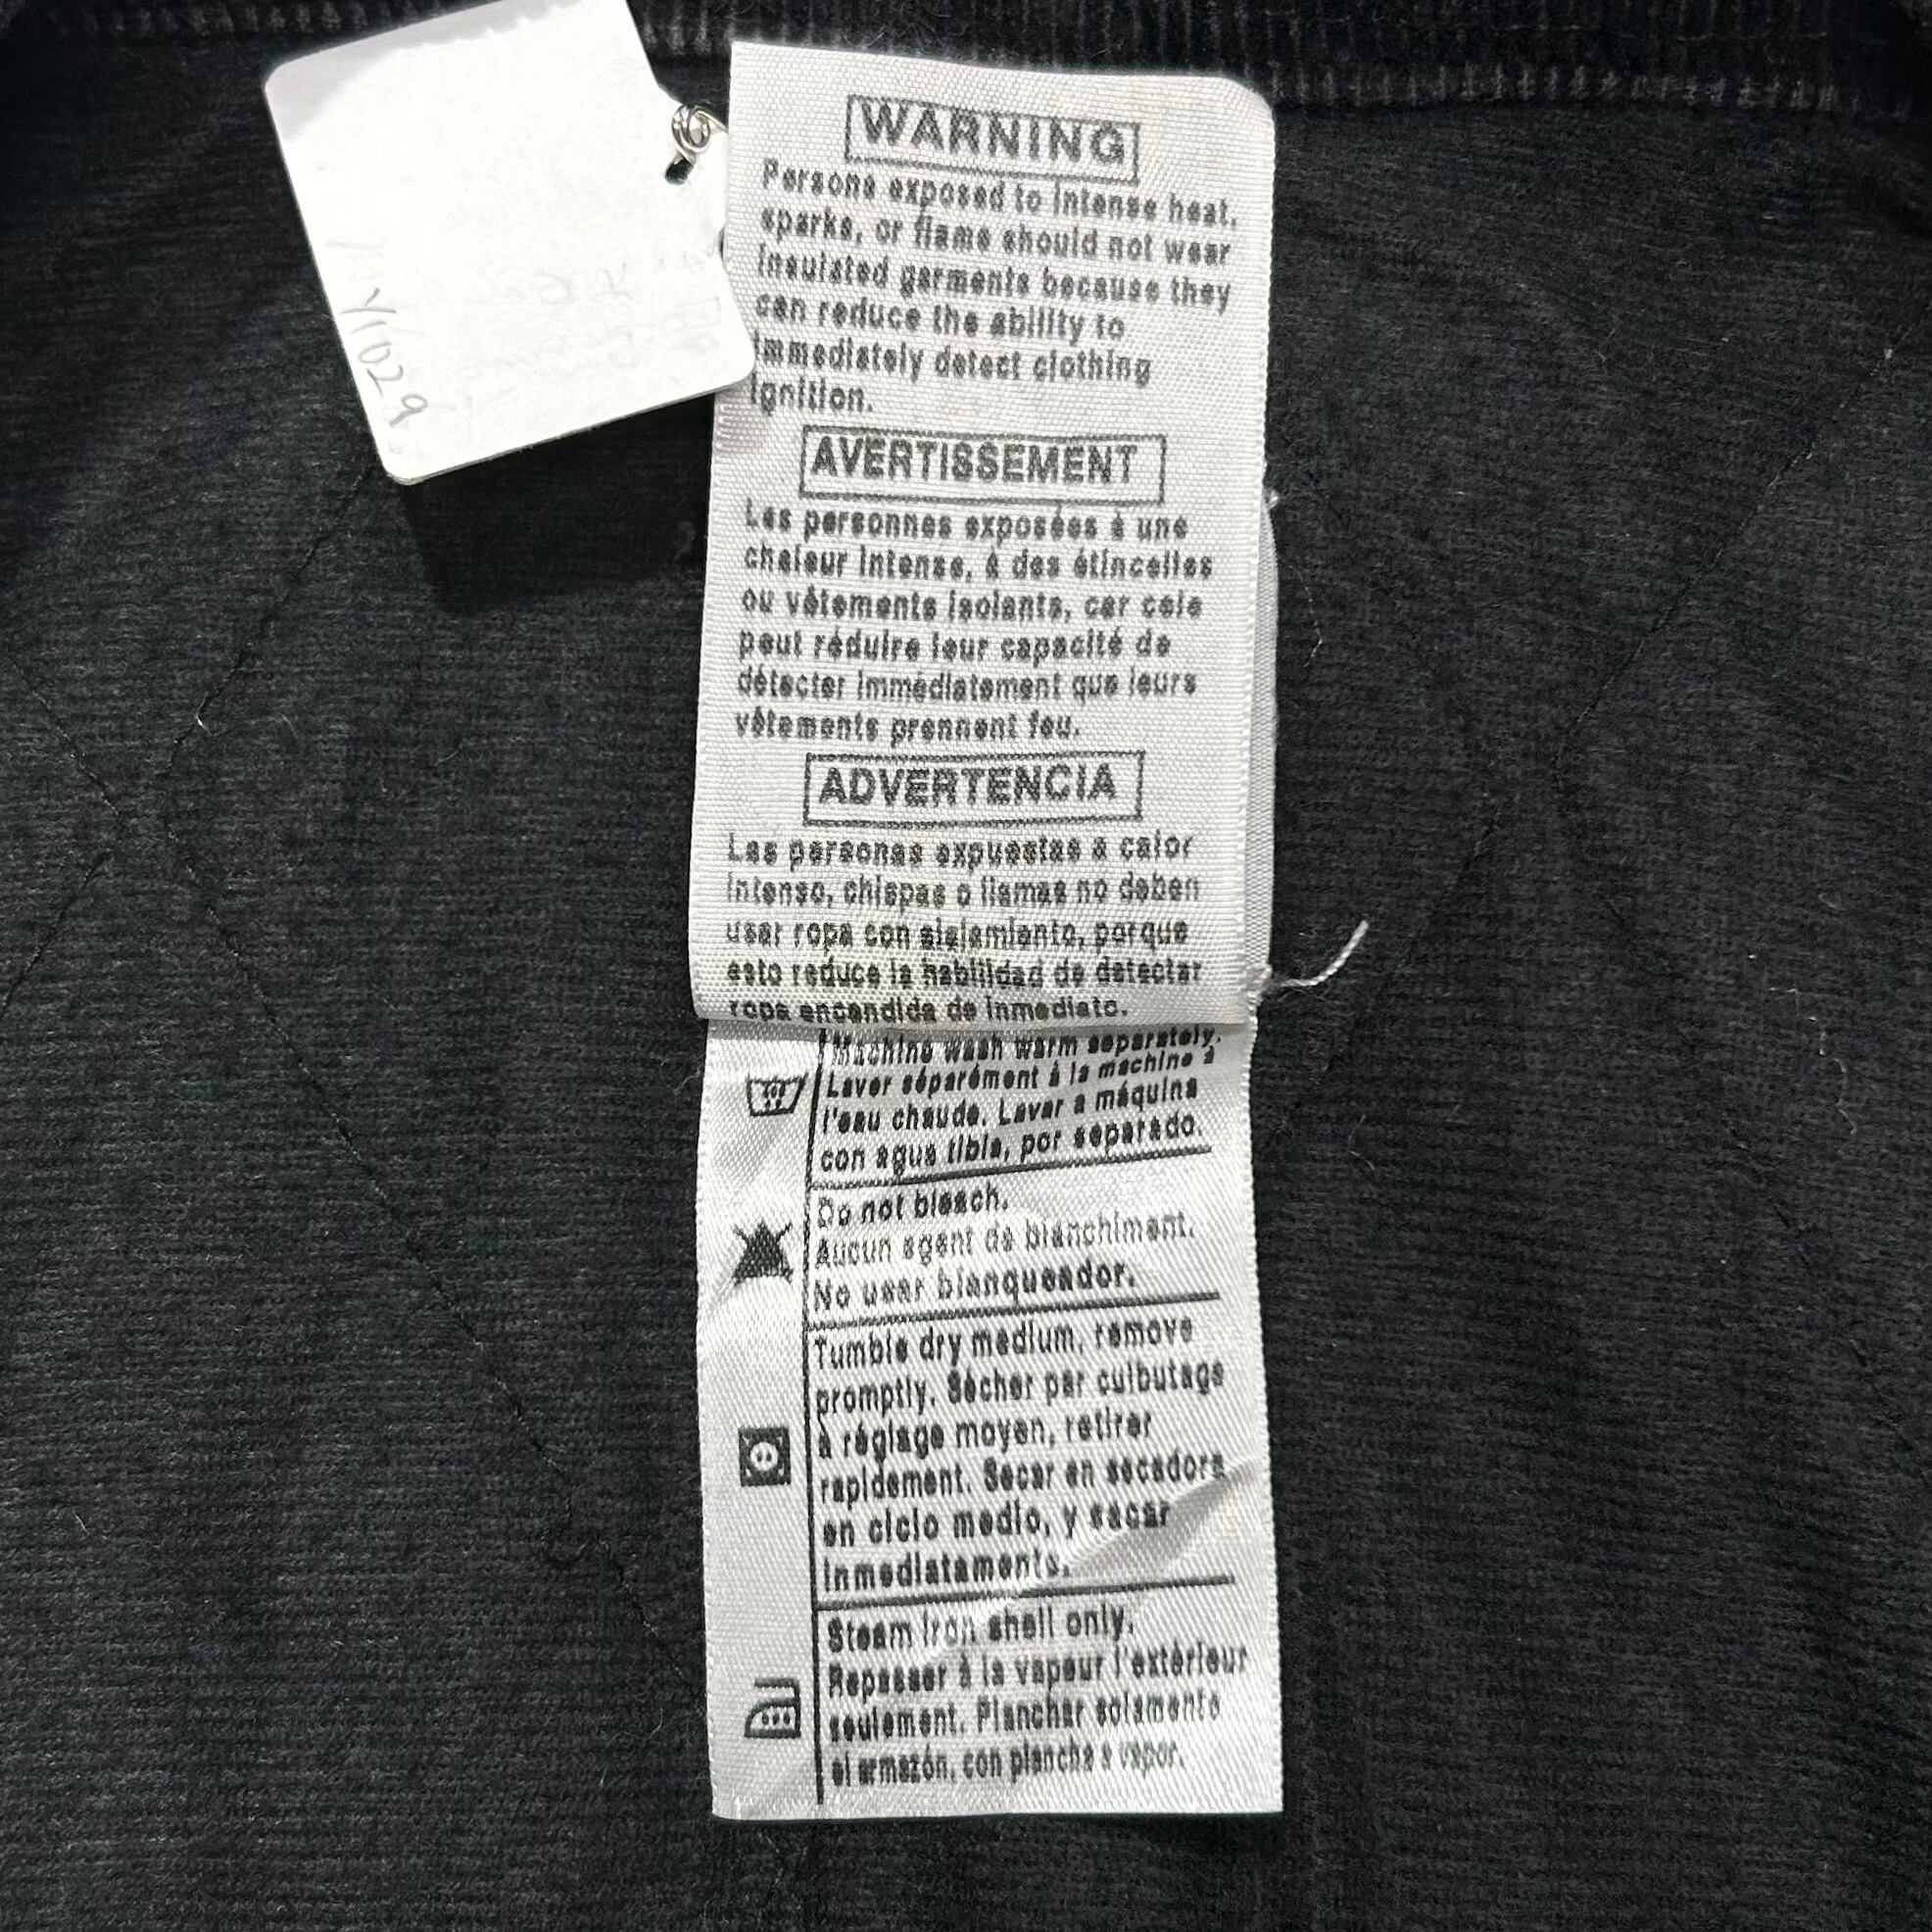 Y1029
WARNING
Persons exposed to intense heat,
sparks, or flame should not wear
insulated garments because they
can reduce the ability to
immediately detect clothing
ignition.
AVERTISSEMENT
Les personnes exposées à une
chaleur intense, à des étincelles
ou vêtements isolants, car cela
peut réduire leur capacité de
détecter immédiatement que leurs
vêtements prennent feu.
ADVERTENCIA
Las personas expuestas a calor
intenso, chispas o llamas no deben
usar ropa con aislamiento, porque
esto reduce la habilidad de detectar
ropa encendida de inmediato.
Machine wash warm separately.
Laver séparément à la machine à
l'eau chaude. Lavar a máquina
con agua tibia, por separado.
Do not bleach.
Aucun agent de blanchiment.
No usar blanqueador.
Tumble dry medium, remove
promptly. Sécher par culbutage
à réglage moyen, retirer
rapidement. Secar en secadora
en ciclo medio, y sacar
inmediatamente.
Steam iron shell only.
Repasser à la vapeur l'extérieur
seulement. Planchar solamente
el armazón, con plancha a vapor.